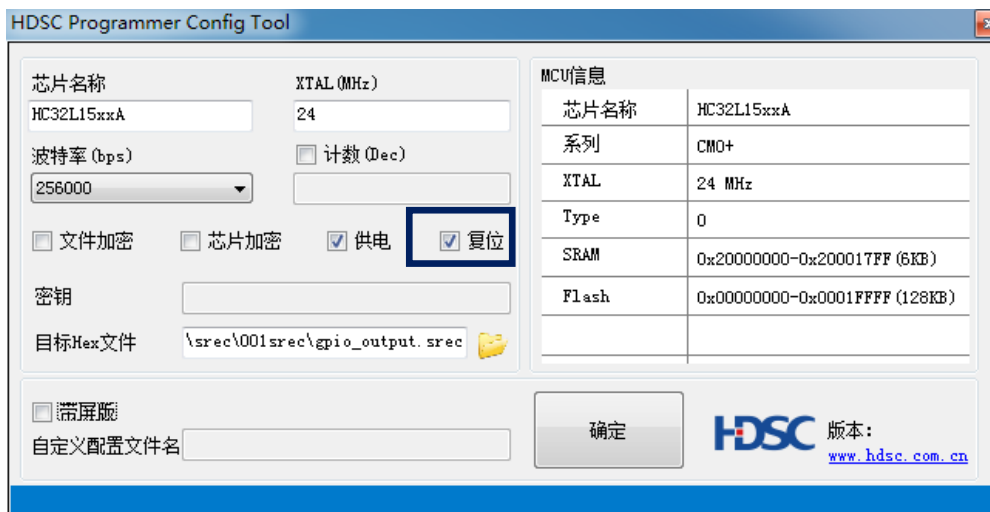 HDSC Programmer Config Tool
芯片名称
XTAL(MHz)
HC32L15xxA
24
波特率(bps)
计数(Dec)
256000
文件加密
芯片加密
供电
复位
密钥
目标Hex文件
\srec\001srec\gpio_output.srec
MCU信息
芯片名称 HC32L15xxA
系列 CM0+
XTAL 24 MHz
Type 0
SRAM 0x20000000-0x200017FF(6KB)
Flash 0x00000000-0x0001FFFF(128KB)
带屏版
自定义配置文件名
确定
HDSC
版本:
www.hdsc.com.cn